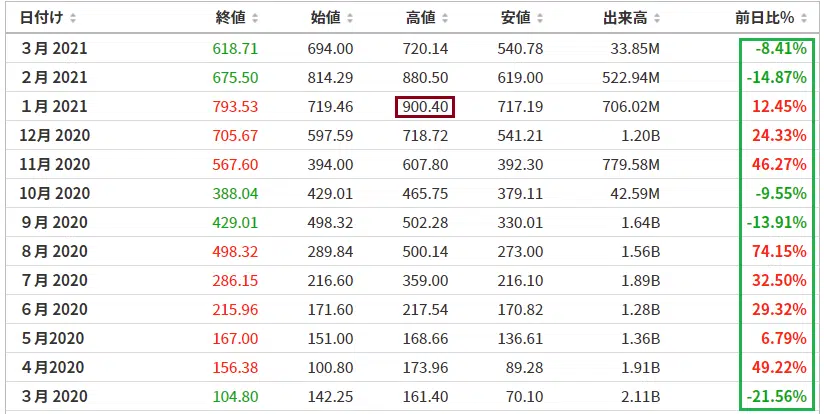 日付け 終値 始値 高値 安値 出来高 前日比%
3月 2021 618.71 694.00 720.14 540.78 33.85M -8.41%
2月 2021 675.50 814.29 880.50 619.00 522.94M -14.87%
1月 2021 793.53 719.46 900.40 717.19 706.02M 12.45%
12月 2020 705.67 597.59 718.72 541.21 1.20B 24.33%
11月 2020 567.60 394.00 607.80 392.30 779.58M 46.27%
10月 2020 388.04 429.01 465.75 379.11 42.59M -9.55%
9月 2020 429.01 498.32 502.28 330.01 1.64B -13.91%
8月 2020 498.32 289.84 500.14 273.00 1.56B 74.15%
7月 2020 286.15 216.60 359.00 216.10 1.89B 32.50%
6月 2020 215.96 171.60 217.54 170.82 1.28B 29.32%
5月2020 167.00 151.00 168.66 136.61 1.36B 6.79%
4月2020 156.38 100.80 173.96 89.28 1.91B 49.22%
3月 2020 104.80 142.25 161.40 70.10 2.11B -21.56%